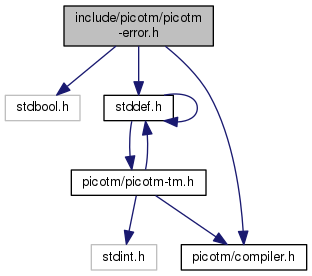 include/picotm/picotm
-error.h
stdbool.h
stddef.h
picotm/picotm-tm.h
stdint.h
picotm/compiler.h